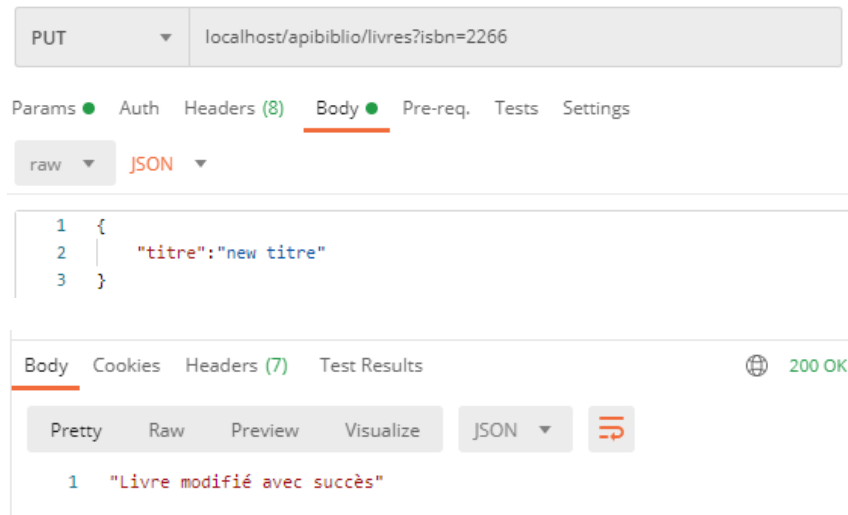 PUT localhost/apibiblio/livres?isbn=2266
Params Auth Headers (8) Body Pre-req. Tests Settings
raw JSON
1 {
2 "titre":"new titre"
3 }
Body Cookies Headers (7) Test Results 200 OK
Pretty Raw Preview Visualize JSON
1 "Livre modifié avec succès"